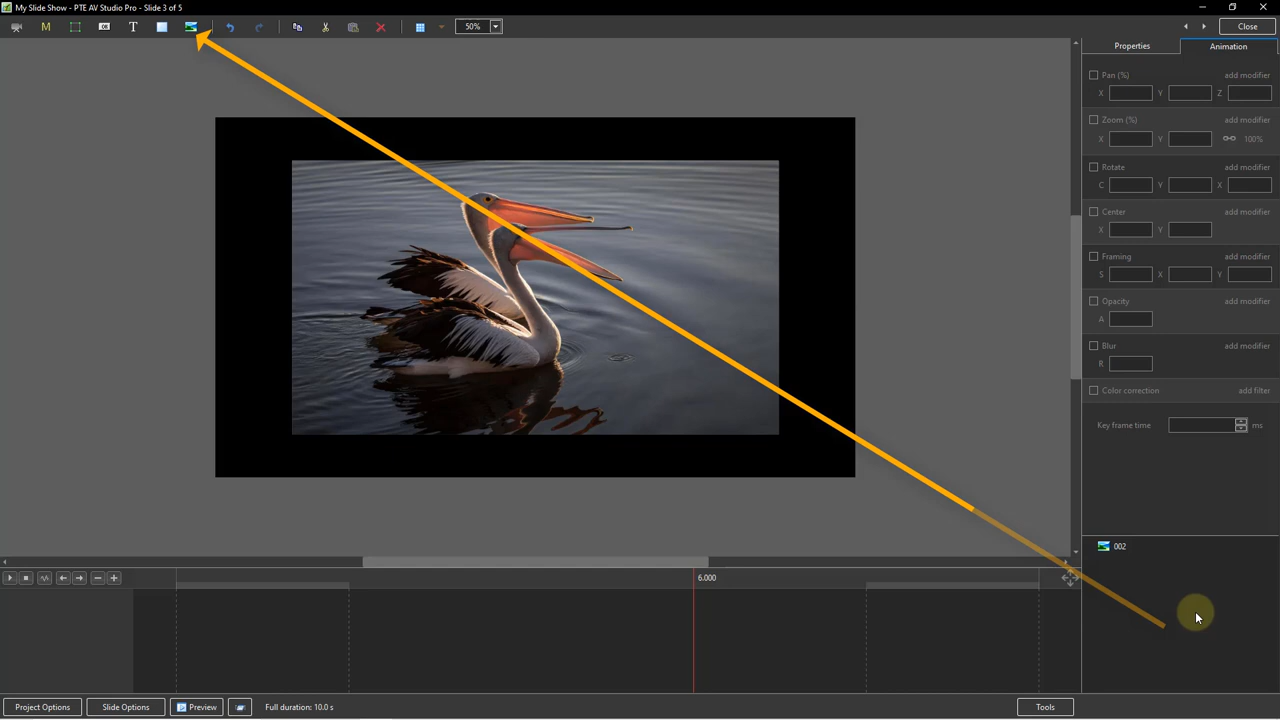 My Slide Show - PTE AV Studio Pro - Slide 3 of 5
M OK T 50% Close
Properties Animation
Pan (%) add modifier
X Y Z
Zoom (%) add modifier
X Y 100%
Rotate add modifier
C Y X
Center add modifier
X Y
Framing add modifier
S X Y
Opacity add modifier
A
Blur add modifier
R
Color correction add filter
Key frame time ms
002
6.000
Project Options Slide Options Preview Full duration: 10.0 s Tools